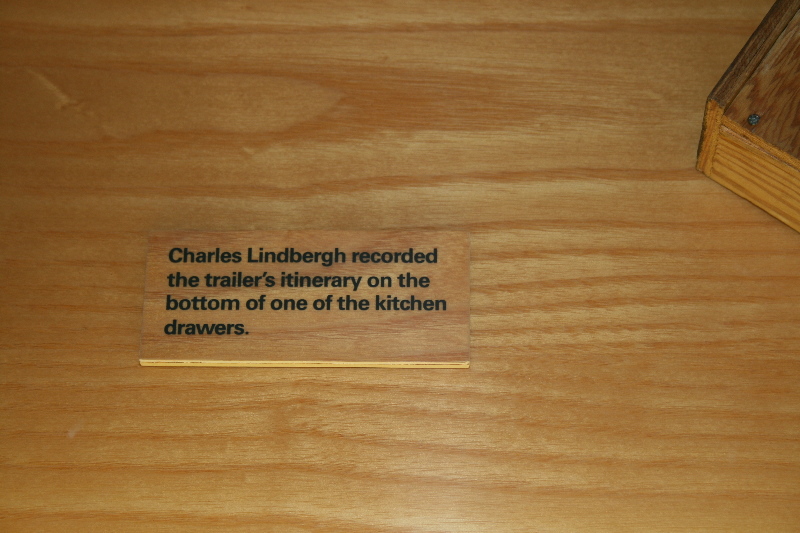 Charles Lindbergh recorded
the trailer's itinerary on the
bottom of one of the kitchen
drawers.